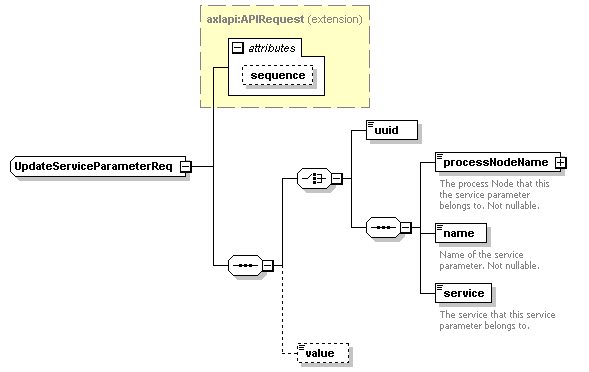 axlapi:APIRequest (extension)
attributes
sequence
UpdateServiceParameterReq
uuid
processNodeName
The process Node that this
the service parameter
belongs to. Not nullable.
name
Name of the service
parameter. Not nullable.
service
The service that this service
parameter belongs to.
value